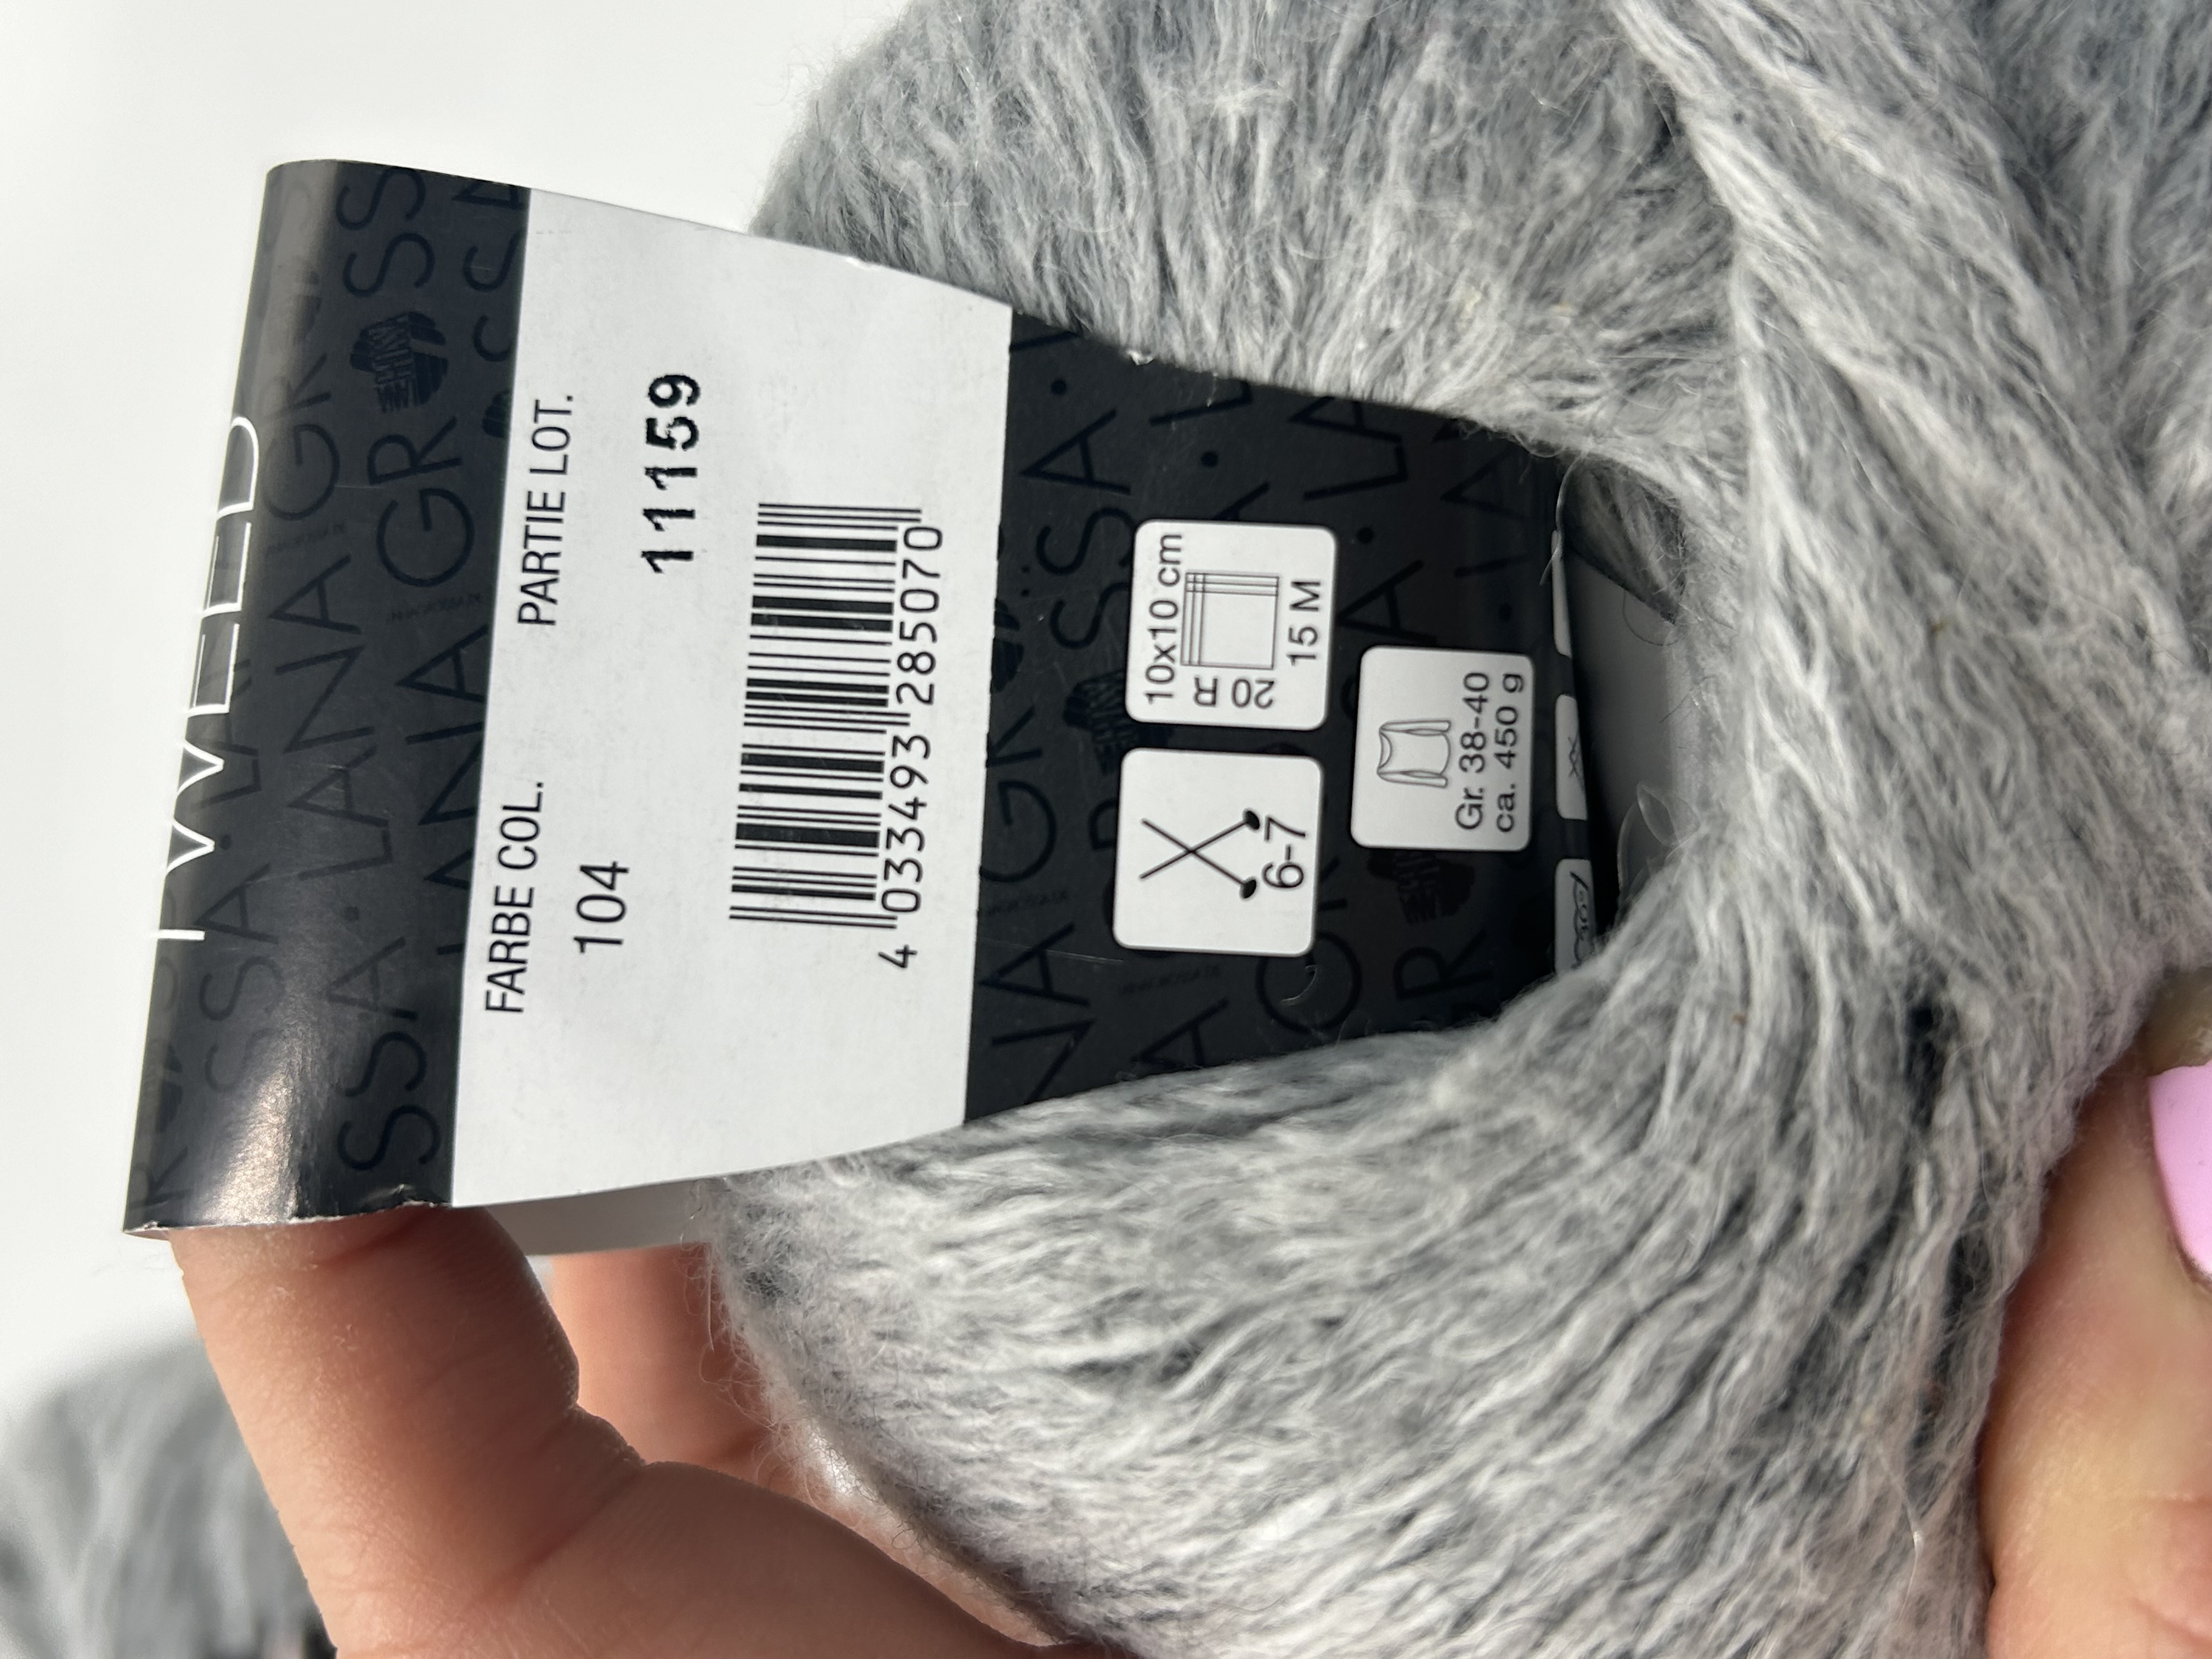 TWEED
FARBE COL.
PARTIE LOT.
104
11159
4 033493 285070
6-7
10x10 cm
20 R
15 M
Gr. 38-40
ca. 450 g
LANA GROSSA